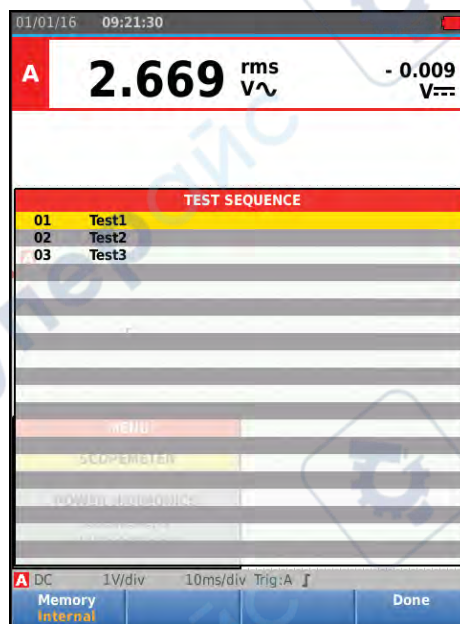 01/01/16 09:21:30
A 2.669 rms V - 0.009 V
TEST SEQUENCE
01 Test1
02 Test2
03 Test3
MENU
SCOPEMETER
POWER HARMONICS
A DC 1V/div 10ms/div Trig:A
Memory Done
Internal